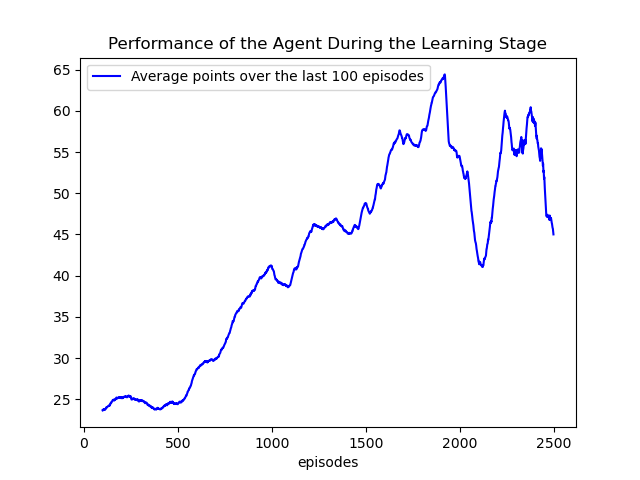 Performance of the Agent During the Learning Stage
Average points over the last 100 episodes
65
60
55
50
45
40
35
30
25
0 500 1000 1500 2000 2500
episodes